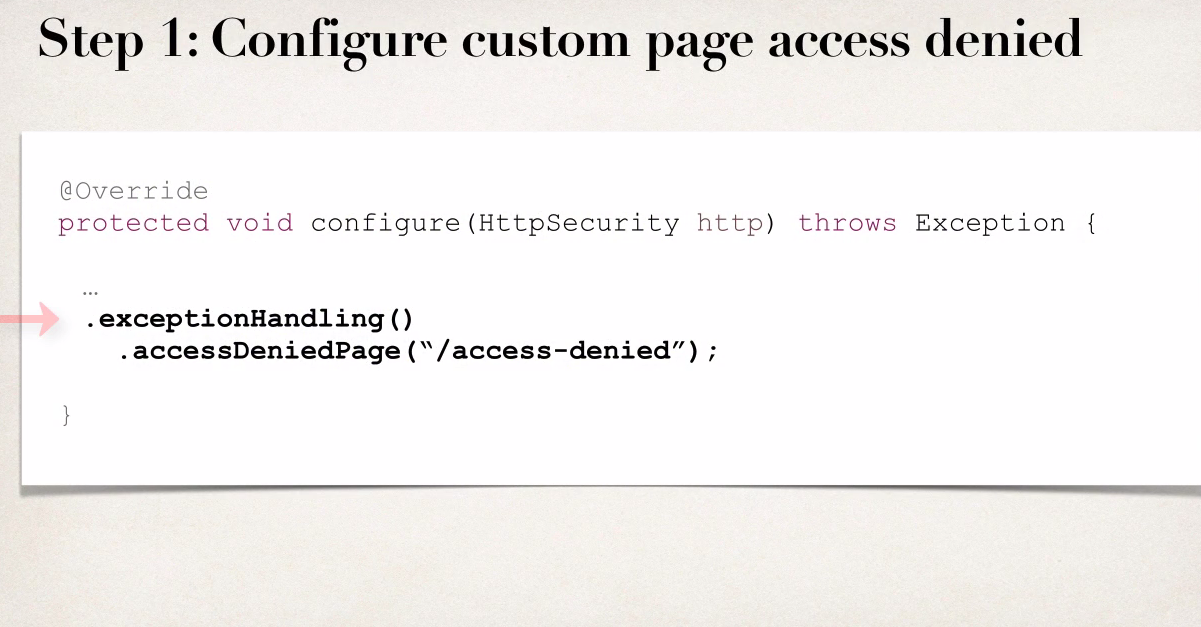 Step 1: Configure custom page access denied
@Override
protected void configure(HttpSecurity http) throws Exception {
…
.exceptionHandling()
.accessDeniedPage(“/access-denied”);
}